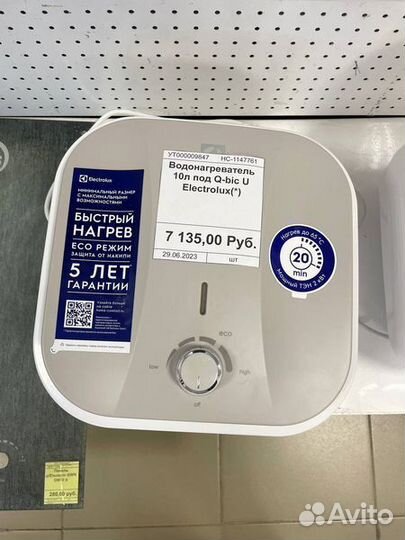 УТ000009847 НС-1147761
Водонагреватель
10л под Q-bic U
Electrolux(*)
7 135,00 Руб.
29.06.2023 шт
Electrolux
МИНИМАЛЬНЫЙ РАЗМЕР
С МАКСИМАЛЬНЫМИ
ВОЗМОЖНОСТЯМИ
БЫСТРЫЙ
НАГРЕВ
ECO РЕЖИМ
ЗАЩИТА ОТ НАКИПИ
5 ЛЕТ
ГАРАНТИИ
Нагрев до 65 °C
20
мин
Мощный ТЭН 2 кВт
eco
low
high
off
280,00 руб.
Avito